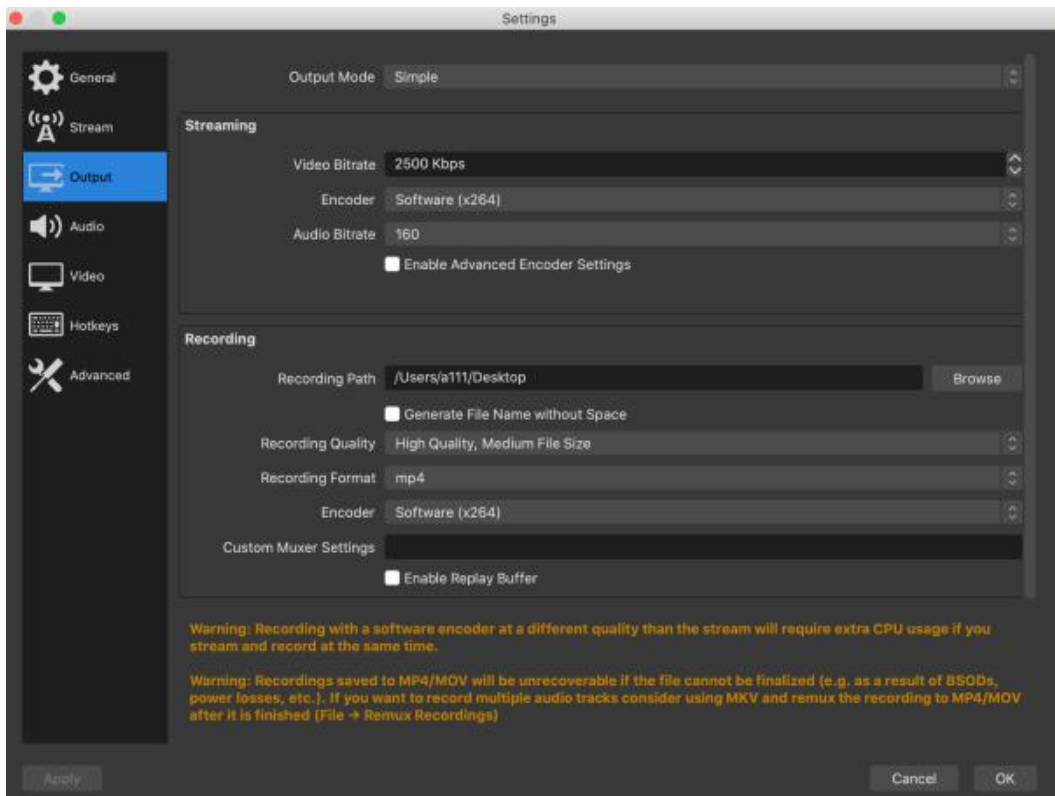 Settings
General
Stream
Output
Audio
Video
Hotkeys
Advanced
Output Mode Simple
Streaming
Video Bitrate 2500 Kbps
Encoder Software (x264)
Audio Bitrate 160
Enable Advanced Encoder Settings
Recording
Recording Path /Users/a111/Desktop Browse
Generate File Name without Space
Recording Quality High Quality, Medium File Size
Recording Format mp4
Encoder Software (x264)
Custom Muxer Settings
Enable Replay Buffer
Warning: Recording with a software encoder at a different quality than the stream will require extra CPU usage if you
stream and record at the same time.
Warning: Recordings saved to MP4/MOV will be unrecoverable if the file cannot be finalized (e.g. as a result of BSODs,
power losses, etc.). If you want to record multiple audio tracks consider using MKV and remux the recording to MP4/MOV
after it is finished (File → Remux Recordings)
Apply Cancel OK